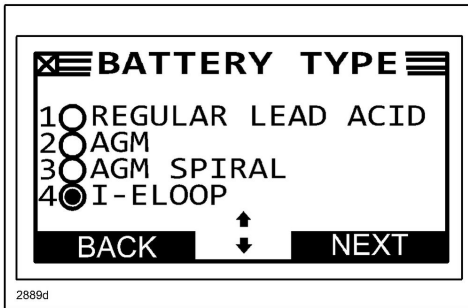 BATTERY TYPE
1 REGULAR LEAD ACID
2 AGM
3 AGM SPIRAL
4 I-ELOOP
BACK NEXT
2889d